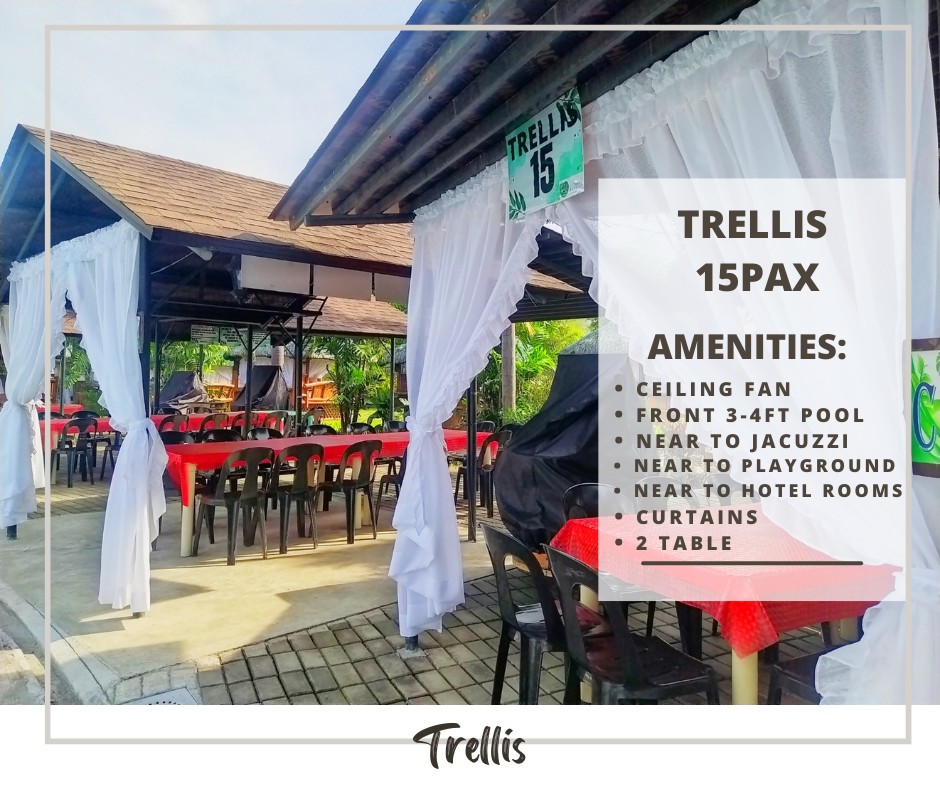 TRELLIS
15
TRELLIS
15PAX
AMENITIES:
• CEILING FAN
• FRONT 3-4FT POOL
• NEAR TO JACUZZI
• NEAR TO PLAYGROUND
• NEAR TO HOTEL ROOMS
• CURTAINS
• 2 TABLE
C
Trellis